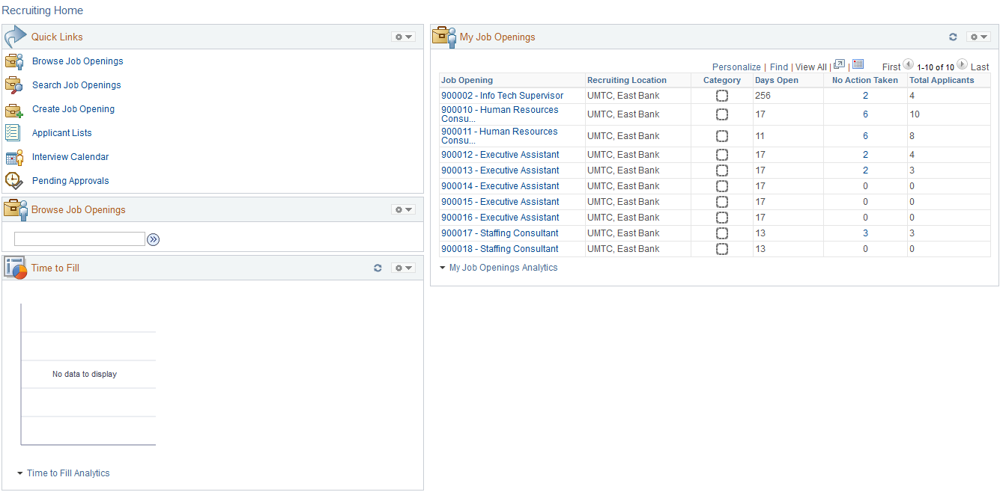 Recruiting Home
Quick Links
Browse Job Openings
Search Job Openings
Create Job Opening
Applicant Lists
Interview Calendar
Pending Approvals
Browse Job Openings
Time to Fill
No data to display
Time to Fill Analytics
My Job Openings
Personalize | Find | View All | | First 1-10 of 10 Last
Job Opening Recruiting Location Category Days Open No Action Taken Total Applicants
900002 - Info Tech Supervisor UMTC, East Bank 256 2 4
900010 - Human Resources
Consu... UMTC, East Bank 17 6 10
900011 - Human Resources
Consu... UMTC, East Bank 11 6 8
900012 - Executive Assistant UMTC, East Bank 17 2 4
900013 - Executive Assistant UMTC, East Bank 17 2 3
900014 - Executive Assistant UMTC, East Bank 17 0 0
900015 - Executive Assistant UMTC, East Bank 17 0 0
900016 - Executive Assistant UMTC, East Bank 17 0 0
900017 - Staffing Consultant UMTC, East Bank 13 3 3
900018 - Staffing Consultant UMTC, East Bank 13 0 0
My Job Openings Analytics